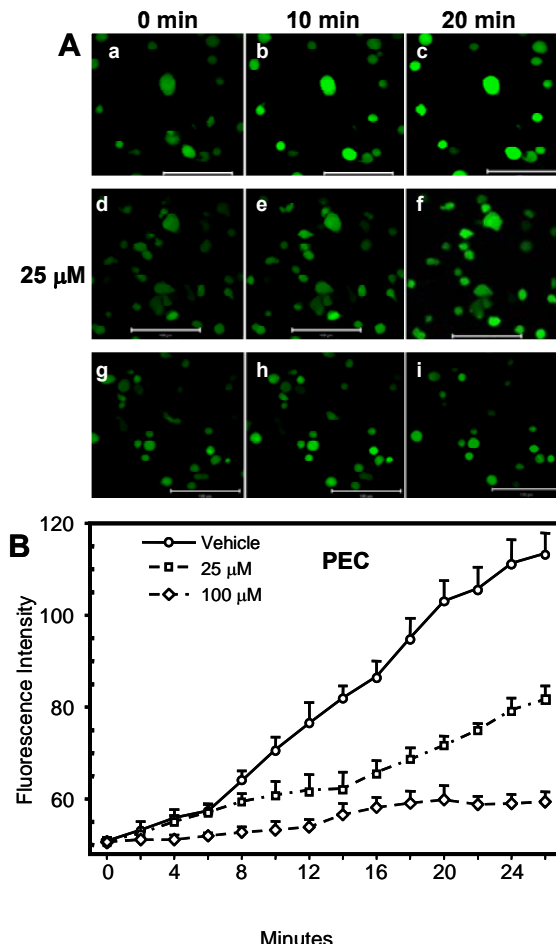 0 min 10 min 20 min
A
a b c
d e f
25 μM
g h i
B
120
100
80
60
Vehicle
25 μM
100 μM
PEC
Fluorescence Intensity
0 4 8 12 16 20 24
Minutes